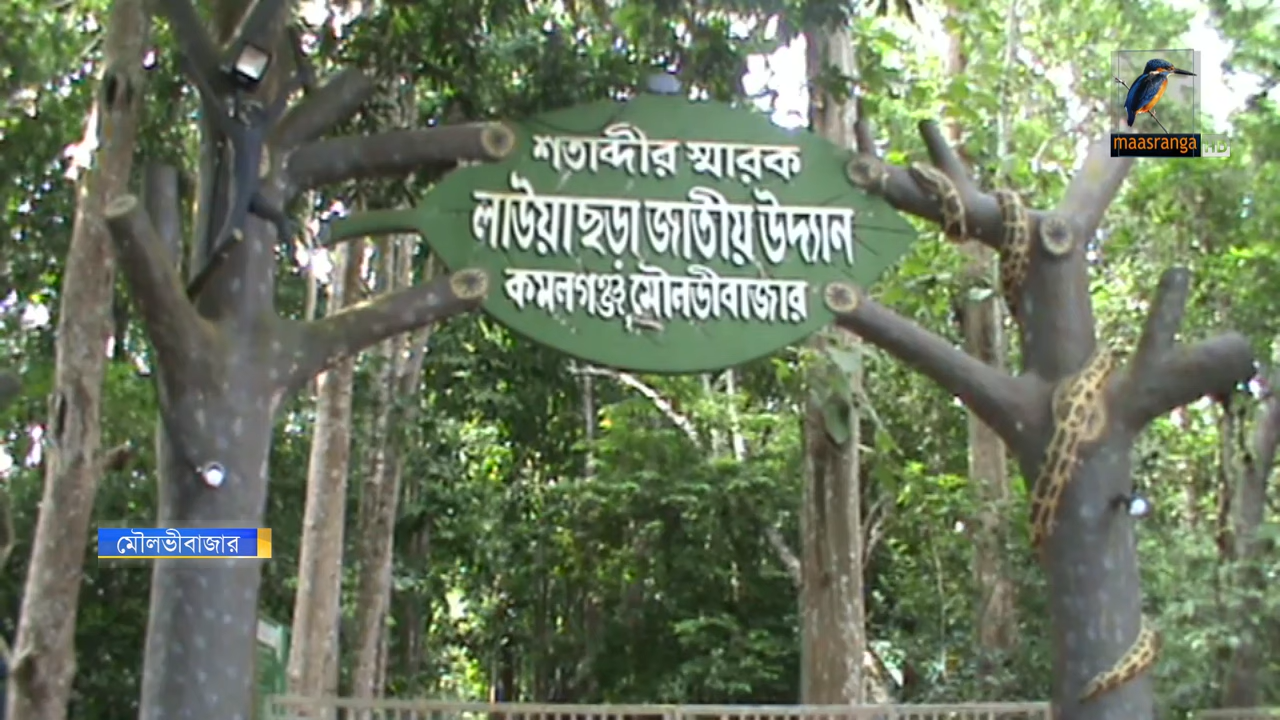 শতাব্দীর স্মারক
লাউয়াছড়া জাতীয় উদ্যান
কমলগঞ্জ, মৌলভীবাজার
maasranga
মৌলভীবাজার